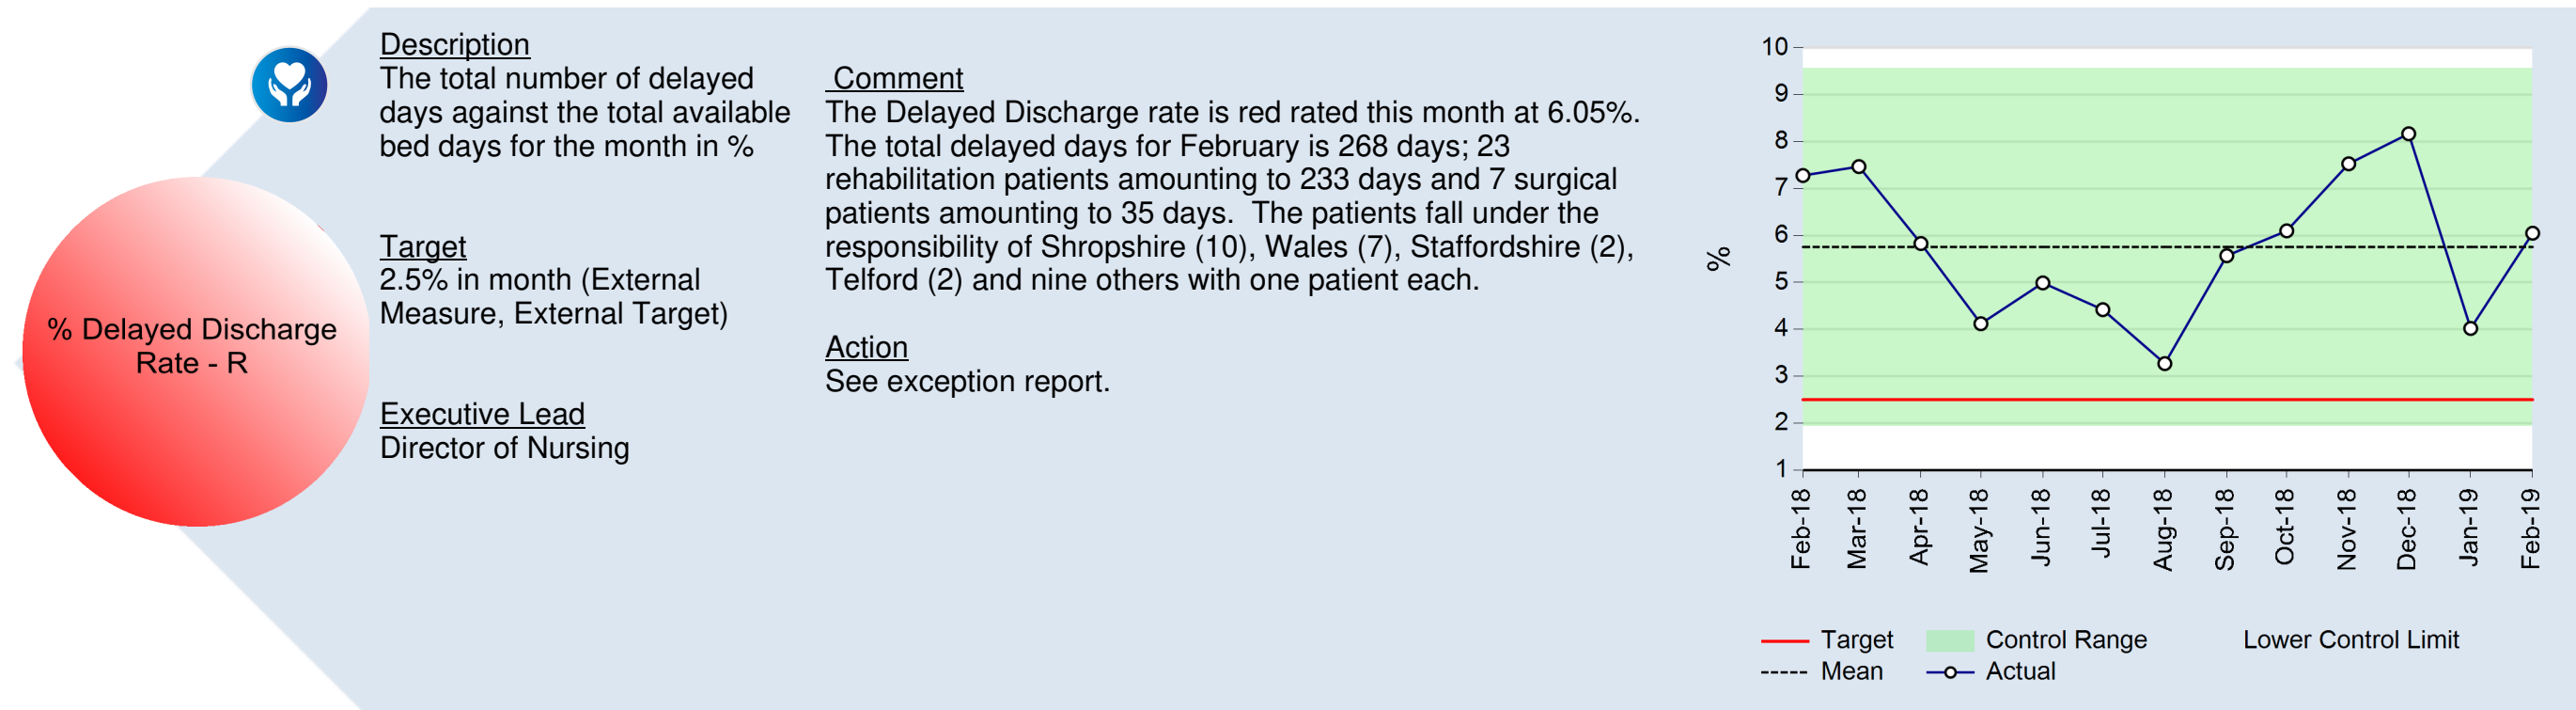 % Delayed Discharge
Rate - R
Description
The total number of delayed
days against the total available
bed days for the month in %
Target
2.5% in month (External
Measure, External Target)
Executive Lead
Director of Nursing
Comment
The Delayed Discharge rate is red rated this month at 6.05%.
The total delayed days for February is 268 days; 23
rehabilitation patients amounting to 233 days and 7 surgical
patients amounting to 35 days.  The patients fall under the
responsibility of Shropshire (10), Wales (7), Staffordshire (2),
Telford (2) and nine others with one patient each.
Action
See exception report.
%
10
9
8
7
6
5
4
3
2
1
Feb-18
Mar-18
Apr-18
May-18
Jun-18
Jul-18
Aug-18
Sep-18
Oct-18
Nov-18
Dec-18
Jan-19
Feb-19
Target
Control Range
Lower Control Limit
Mean
Actual